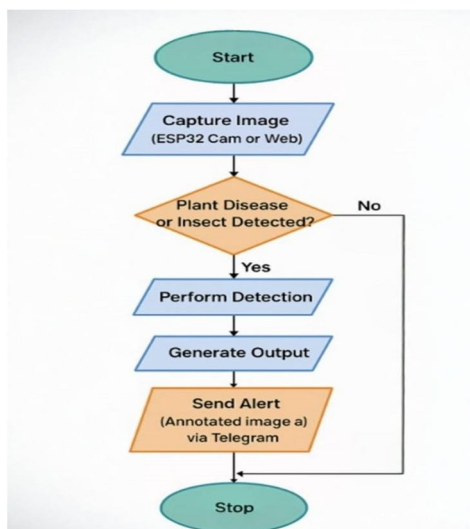 Start
Capture Image
(ESP32 Cam or Web)
Plant Disease
or Insect Detected?
No
Yes
Perform Detection
Generate Output
Send Alert
(Annotated image a)
via Telegram
Stop